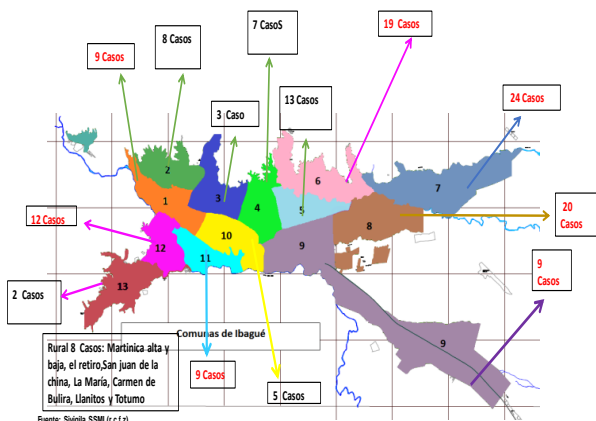 7 CasoS
19 Casos
8 Casos
9 Casos
3 Caso
13 Casos
24 Casos
2
6
7
1
3
4
5
20
Casos
8
12 Casos
10
12
9
11
9
Casos
13
2 Casos
Comunas de Ibagué
9
Rural 8 Casos: Martinica alta y
baja, el retiro,San juan de la
china, La María, Carmen de
Bulira, Llanitos y Totumo
9 Casos
5 Casos
Fuente: Sivipila SSMI (r c f z)